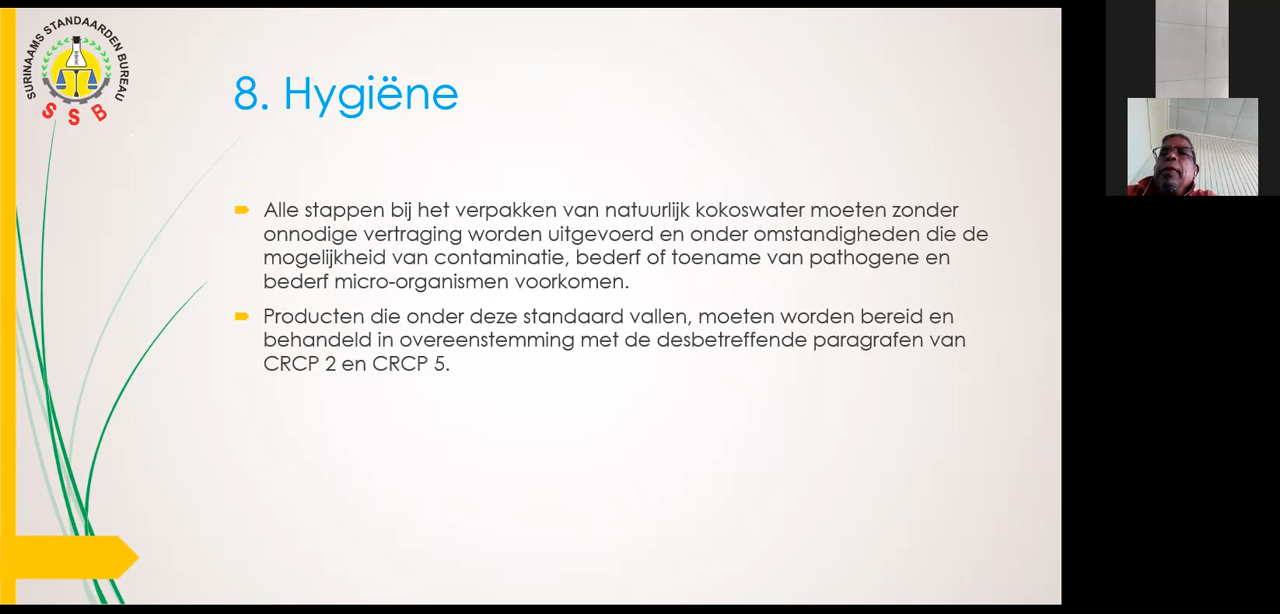 SURINAAMS STANDAARDEN BUREAU
S S B
8. Hygiëne
Alle stappen bij het verpakken van natuurlijk kokoswater moeten zonder
onnodige vertraging worden uitgevoerd en onder omstandigheden die de
mogelijkheid van contaminatie, bederf of toename van pathogene en
bederf micro-organismen voorkomen.
Producten die onder deze standaard vallen, moeten worden bereid en
behandeld in overeenstemming met de desbetreffende paragrafen van
CRCP 2 en CRCP 5.